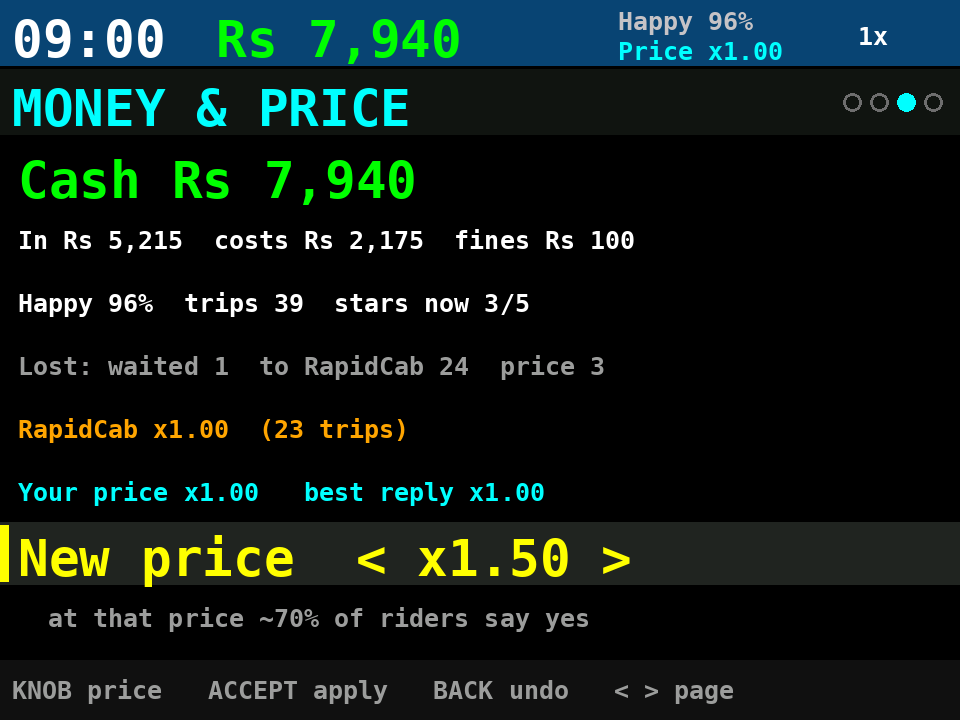 09:00 Rs 7,940 Happy 96% 1x
Price x1.00
MONEY & PRICE
Cash Rs 7,940
In Rs 5,215 costs Rs 2,175 fines Rs 100
Happy 96% trips 39 stars now 3/5
Lost: waited 1 to RapidCab 24 price 3
RapidCab x1.00 (23 trips)
Your price x1.00 best reply x1.00
New price < x1.50 >
at that price ~70% of riders say yes
KNOB price ACCEPT apply BACK undo < > page